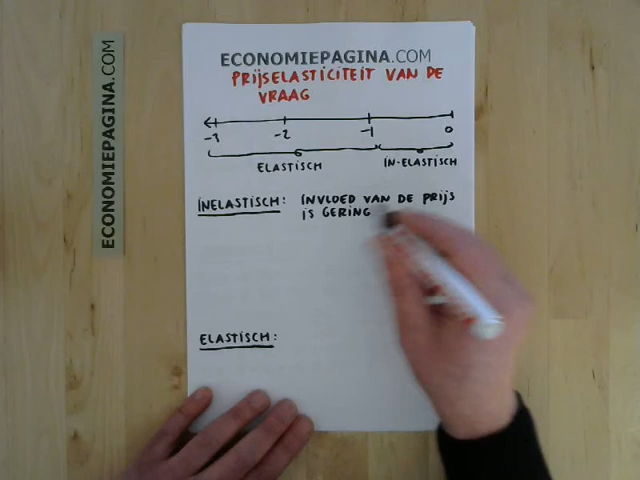 ECONOMIEPAGINA.COM
ECONOMIEPAGINA.COM
PRIJSELASTICITEIT VAN DE
VRAAG
-3 -2 -1 0
ELASTISCH IN-ELASTISCH
INELASTISCH: INVLOED VAN DE PRIJS
IS GERING
ELASTISCH: